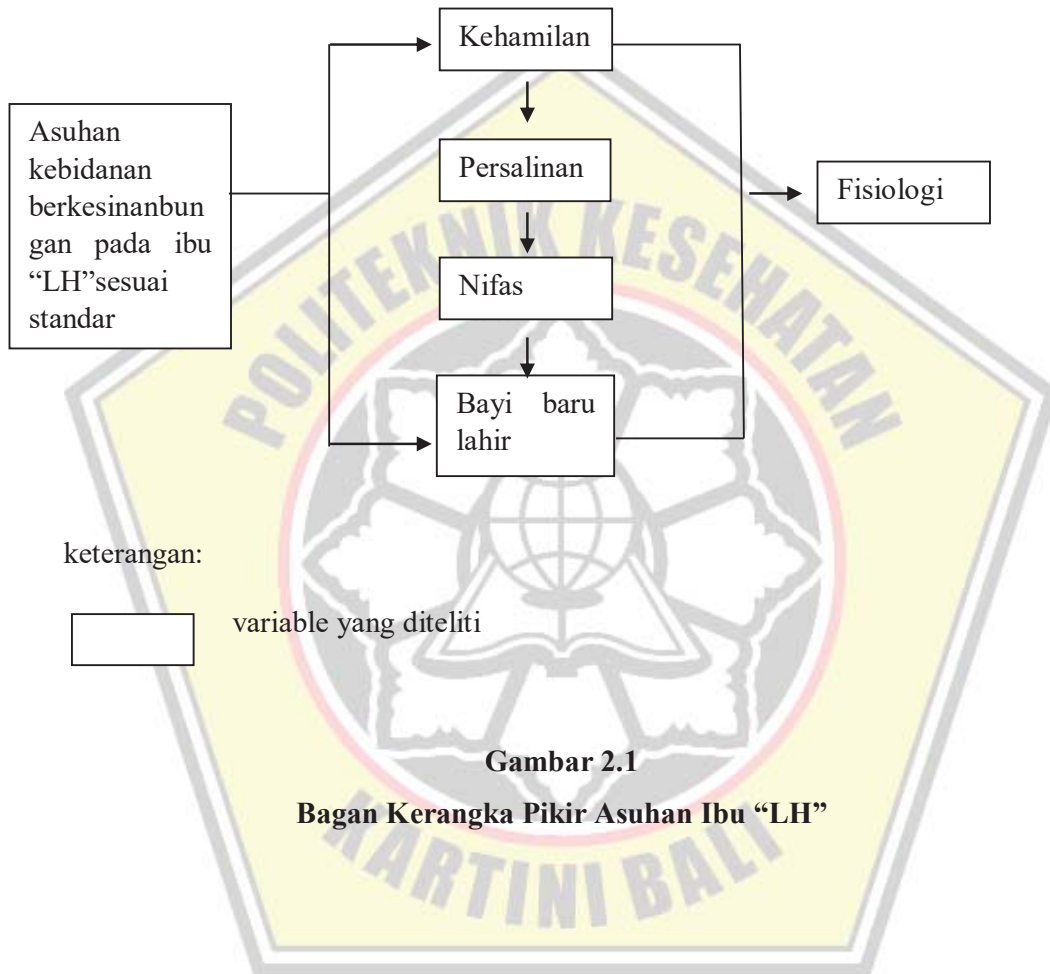 Kehamilan
Asuhan
kebidanan
berkesinanbun
gan pada ibu
“LH”sesuai
standar
Persalinan
Fisiologi
Nifas
Bayi baru
lahir
keterangan:
variable yang diteliti
Gambar 2.1
Bagan Kerangka Pikir Asuhan Ibu “LH”
POLITEKNIK KESEHATAN
KARTINI BALI